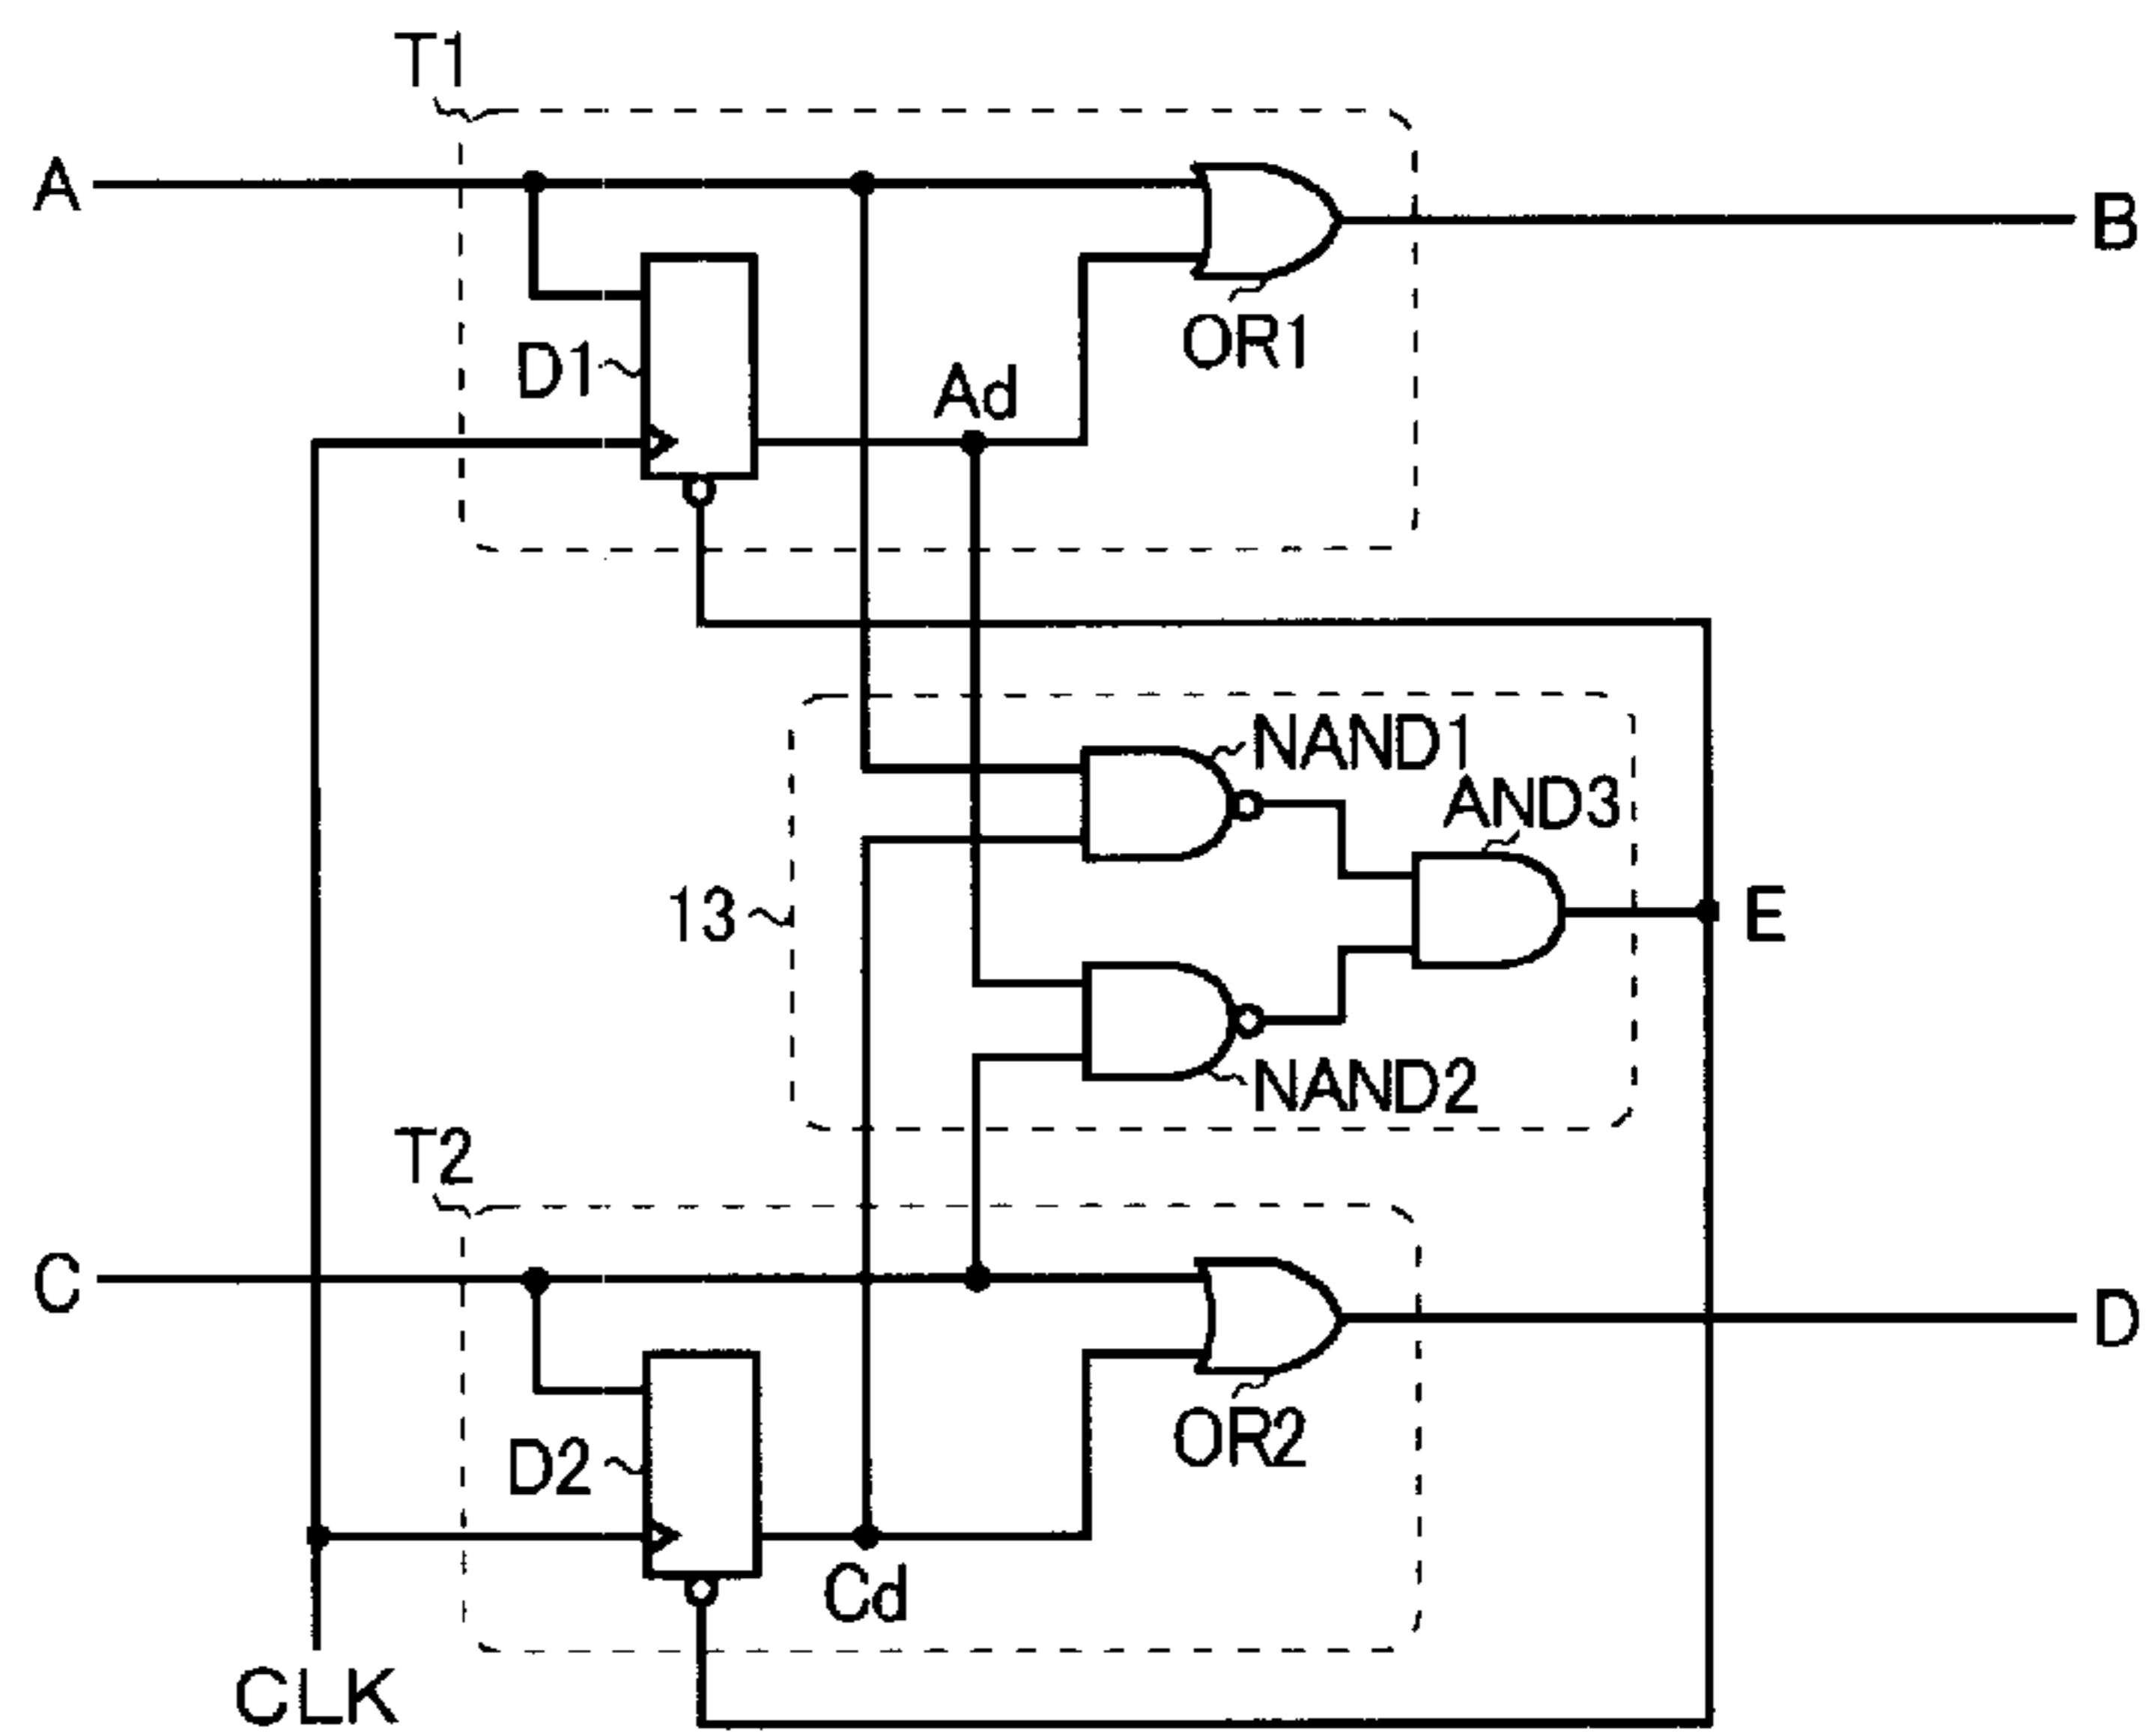 T1
A
B
OR1
D1
Ad
NAND1
AND3
13
E
NAND2
T2
C
D
OR2
D2
Cd
CLK